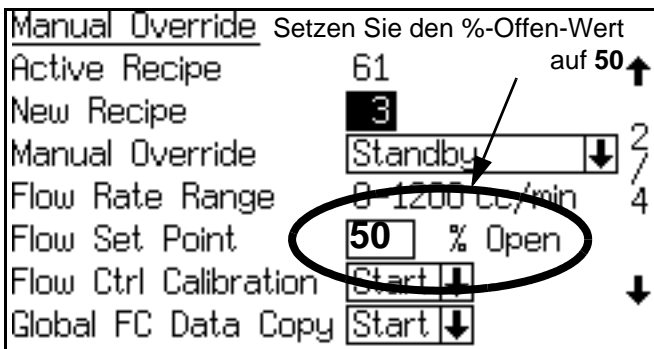 Manual Override Setzen Sie den %-Offen-Wert
auf 50
Active Recipe 61
New Recipe 3
Manual Override Standby
2/4
Flow Rate Range 0-1200 cc/min
Flow Set Point 50 % Open
Flow Ctrl Calibration Start
Global FC Data Copy Start